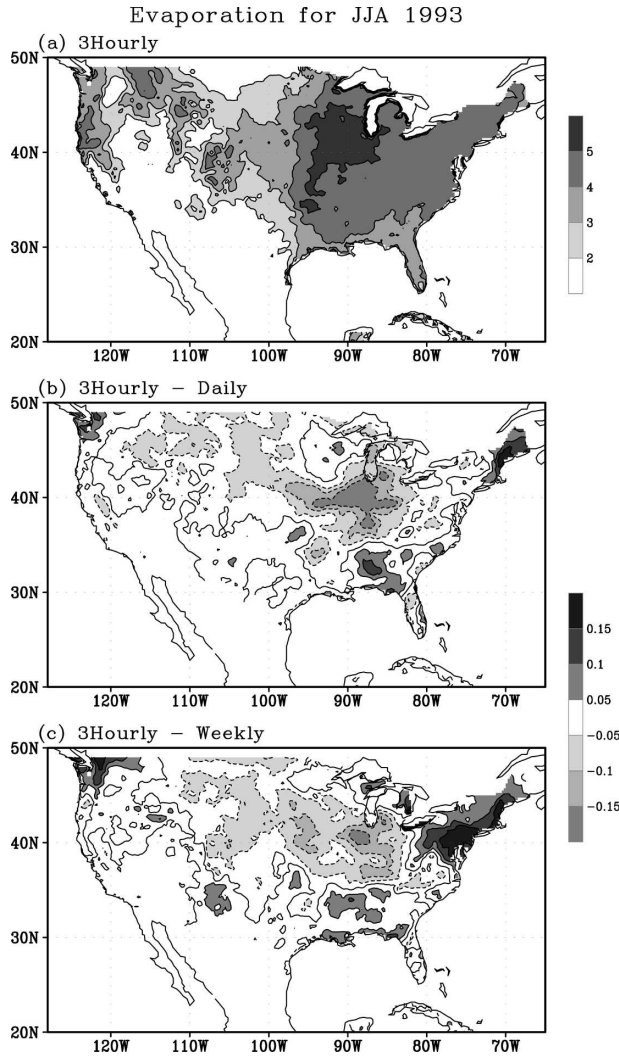 Evaporation for JJA 1993
(a) 3Hourly
50N
40N
30N
20N
120W 110W 100W 90W 80W 70W
5
4
3
2
(b) 3Hourly – Daily
50N
40N
30N
20N
120W 110W 100W 90W 80W 70W
(c) 3Hourly – Weekly
50N
40N
30N
20N
120W 110W 100W 90W 80W 70W
0.15
0.1
0.05
-0.05
-0.1
-0.15